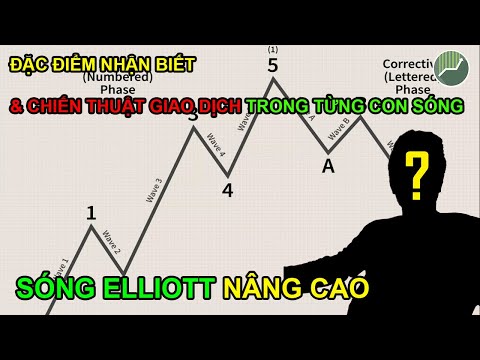 ĐẶC ĐIỂM NHẬN BIẾT
(Numbered)
Phase
& CHIẾN THUẬT GIAO DỊCH TRONG TỪNG CON SÓNG
(1)
5
Corrective
(Lettered)
Phase
1
4
A
Wave 1
Wave 2
Wave 3
Wave 4
Wave B
?
SÓNG ELLIOTT NÂNG CAO